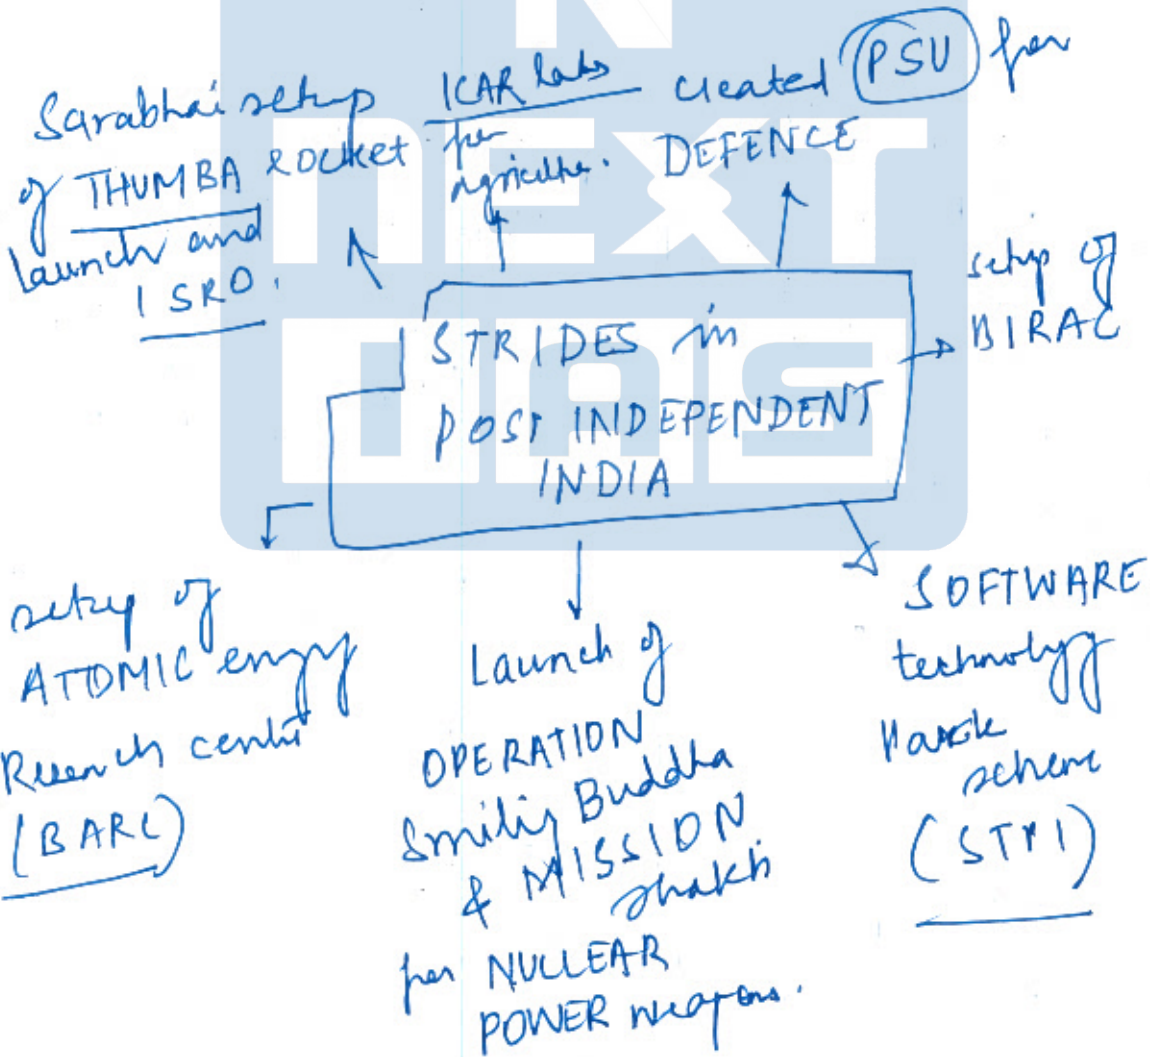 Sarabhai setup
of THUMBA rocket
launch and
ISRO.
ICAR labs
for
agriculture.
created PSU for
DEFENCE
setup of
BIRAC
STRIDES in
POST INDEPENDENT
INDIA
setup of
ATOMIC energy
Research centre
(BARC)
Launch of
OPERATION
Smiling Buddha
& MISSION
shakti
for NUCLEAR
POWER weapons.
SOFTWARE
technology
Park
scheme
(STPI)
NEXT
IAS